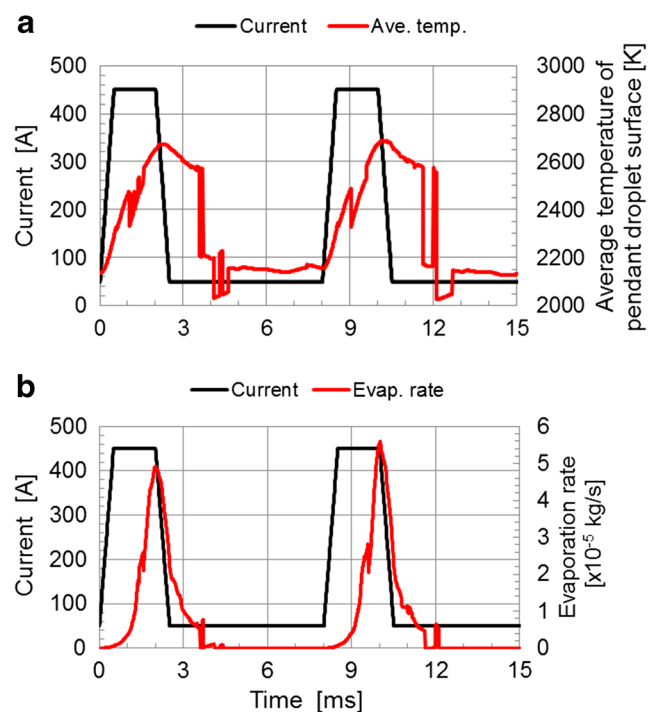 a
Current Ave. temp.
500 3000
400 2800
300 2600
200 2400
100 2200
0 2000
0 3 6 9 12 15
Current [A]
Average temperature of
pendant droplet surface [K]
b
Current Evap. rate
500 6
400 5
4
300
3
200
2
100 1
0 0
0 3 6 9 12 15
Current [A]
Evaporation rate
[x10⁻⁵ kg/s]
Time [ms]